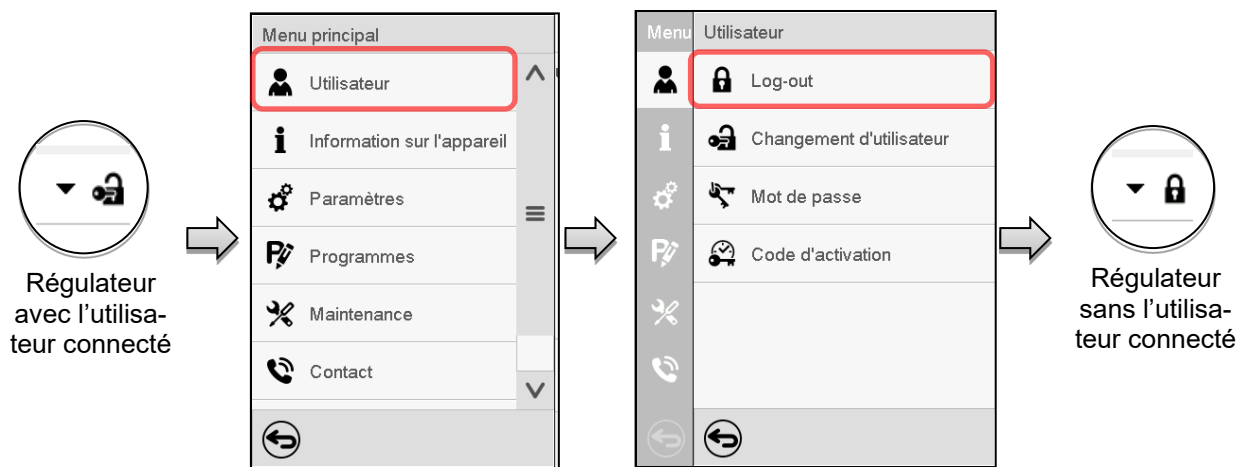 Régulateur
avec l’utilisa-
teur connecté
Menu principal
Utilisateur
Information sur l'appareil
Paramètres
Programmes
Maintenance
Contact
Menu
Utilisateur
Log-out
Changement d'utilisateur
Mot de passe
Code d'activation
Régulateur
sans l’utilisa-
teur connecté